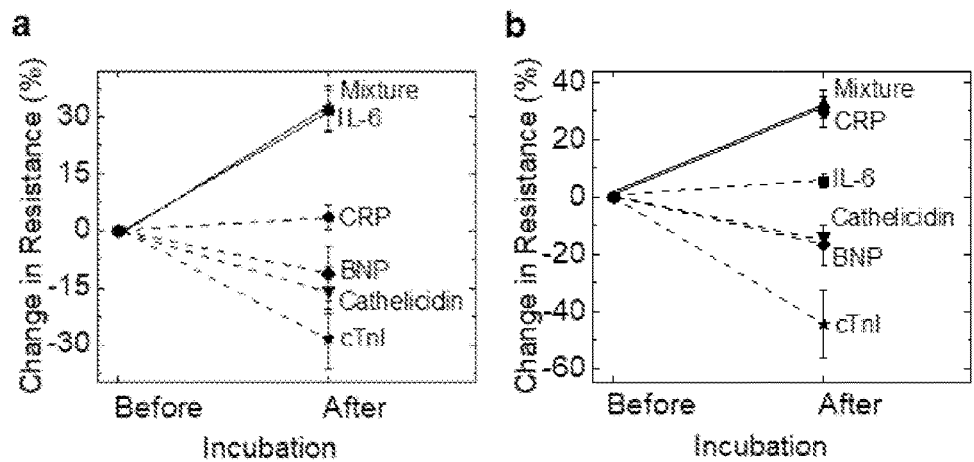 a
Change in Resistance (%)
30
15
0
-15
-30
Mixture
IL-6
CRP
BNP
Cathelicidin
cTnI
Before
After
Incubation
b
Change in Resistance (%)
40
20
0
-20
-40
-60
Mixture
CRP
IL-6
Cathelicidin
BNP
cTnI
Before
After
Incubation